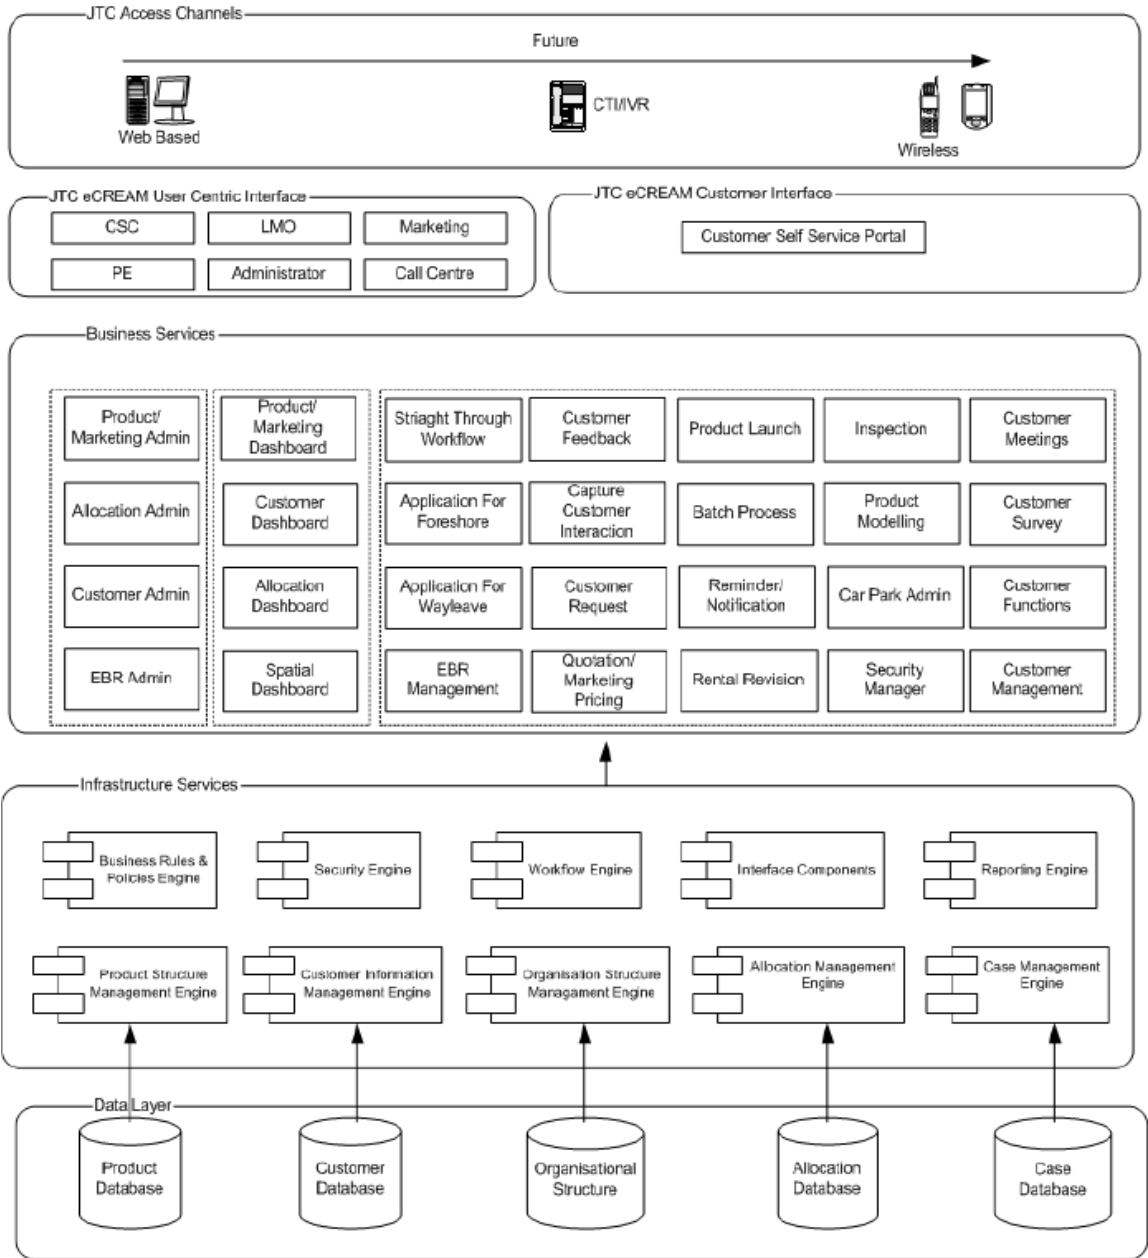 JTC Access Channels
Future
Web Based
CTI/IVR
Wireless
JTC eCREAM User Centric Interface
CSC
LMO
Marketing
PE
Administrator
Call Centre
JTC eCREAM Customer Interface
Customer Self Service Portal
Business Services
Product/
Marketing Admin
Allocation Admin
Customer Admin
EBR Admin
Product/
Marketing
Dashboard
Customer
Dashboard
Allocation
Dashboard
Spatial
Dashboard
Striaght Through
Workflow
Customer
Feedback
Product Launch
Inspection
Customer
Meetings
Application For
Foreshore
Capture
Customer
Interaction
Batch Process
Product
Modelling
Customer
Survey
Application For
Wayleave
Customer
Request
Reminder/
Notification
Car Park Admin
Customer
Functions
EBR
Management
Quotation/
Marketing
Pricing
Rental Revision
Security
Manager
Customer
Management
Infrastructure Services
Business Rules &
Policies Engine
Security Engine
Workflow Engine
Interface Components
Reporting Engine
Product Structure
Management Engine
Customer Information
Management Engine
Organisation Structure
Managament Engine
Allocation Management
Engine
Case Management
Engine
Data Layer
Product
Database
Customer
Database
Organisational
Structure
Allocation
Database
Case
Database